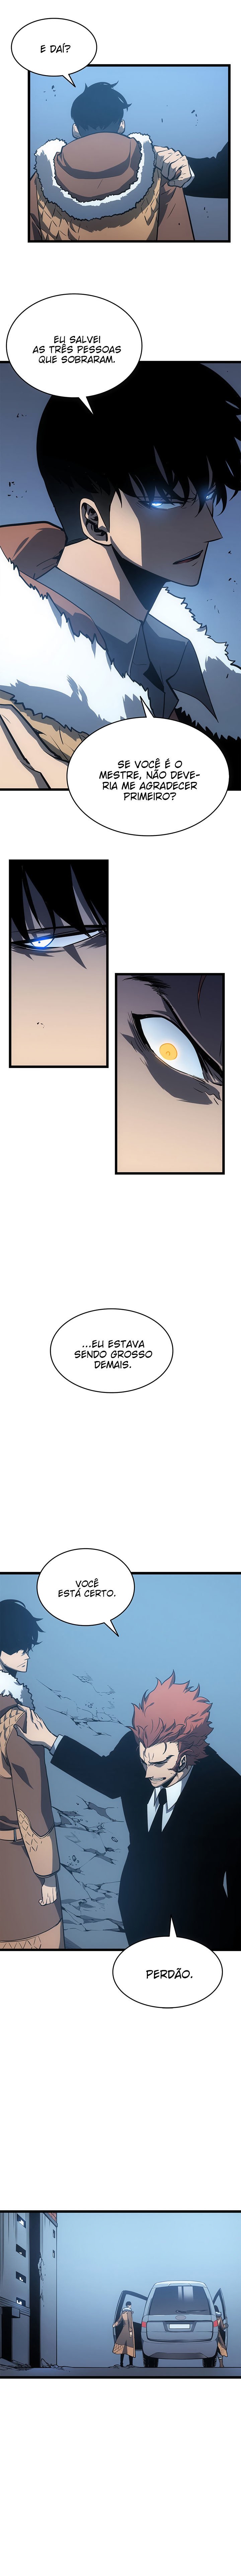 E DAÍ?
EU SALVEI
AS TRÊS PESSOAS
QUE SOBRARAM.
SE VOCÊ É O
MESTRE, NÃO DEVE-
RIA ME AGRADECER
PRIMEIRO?
...EU ESTAVA
SENDO GROSSO
DEMAIS.
VOCÊ
ESTÁ CERTO.
PERDÃO.